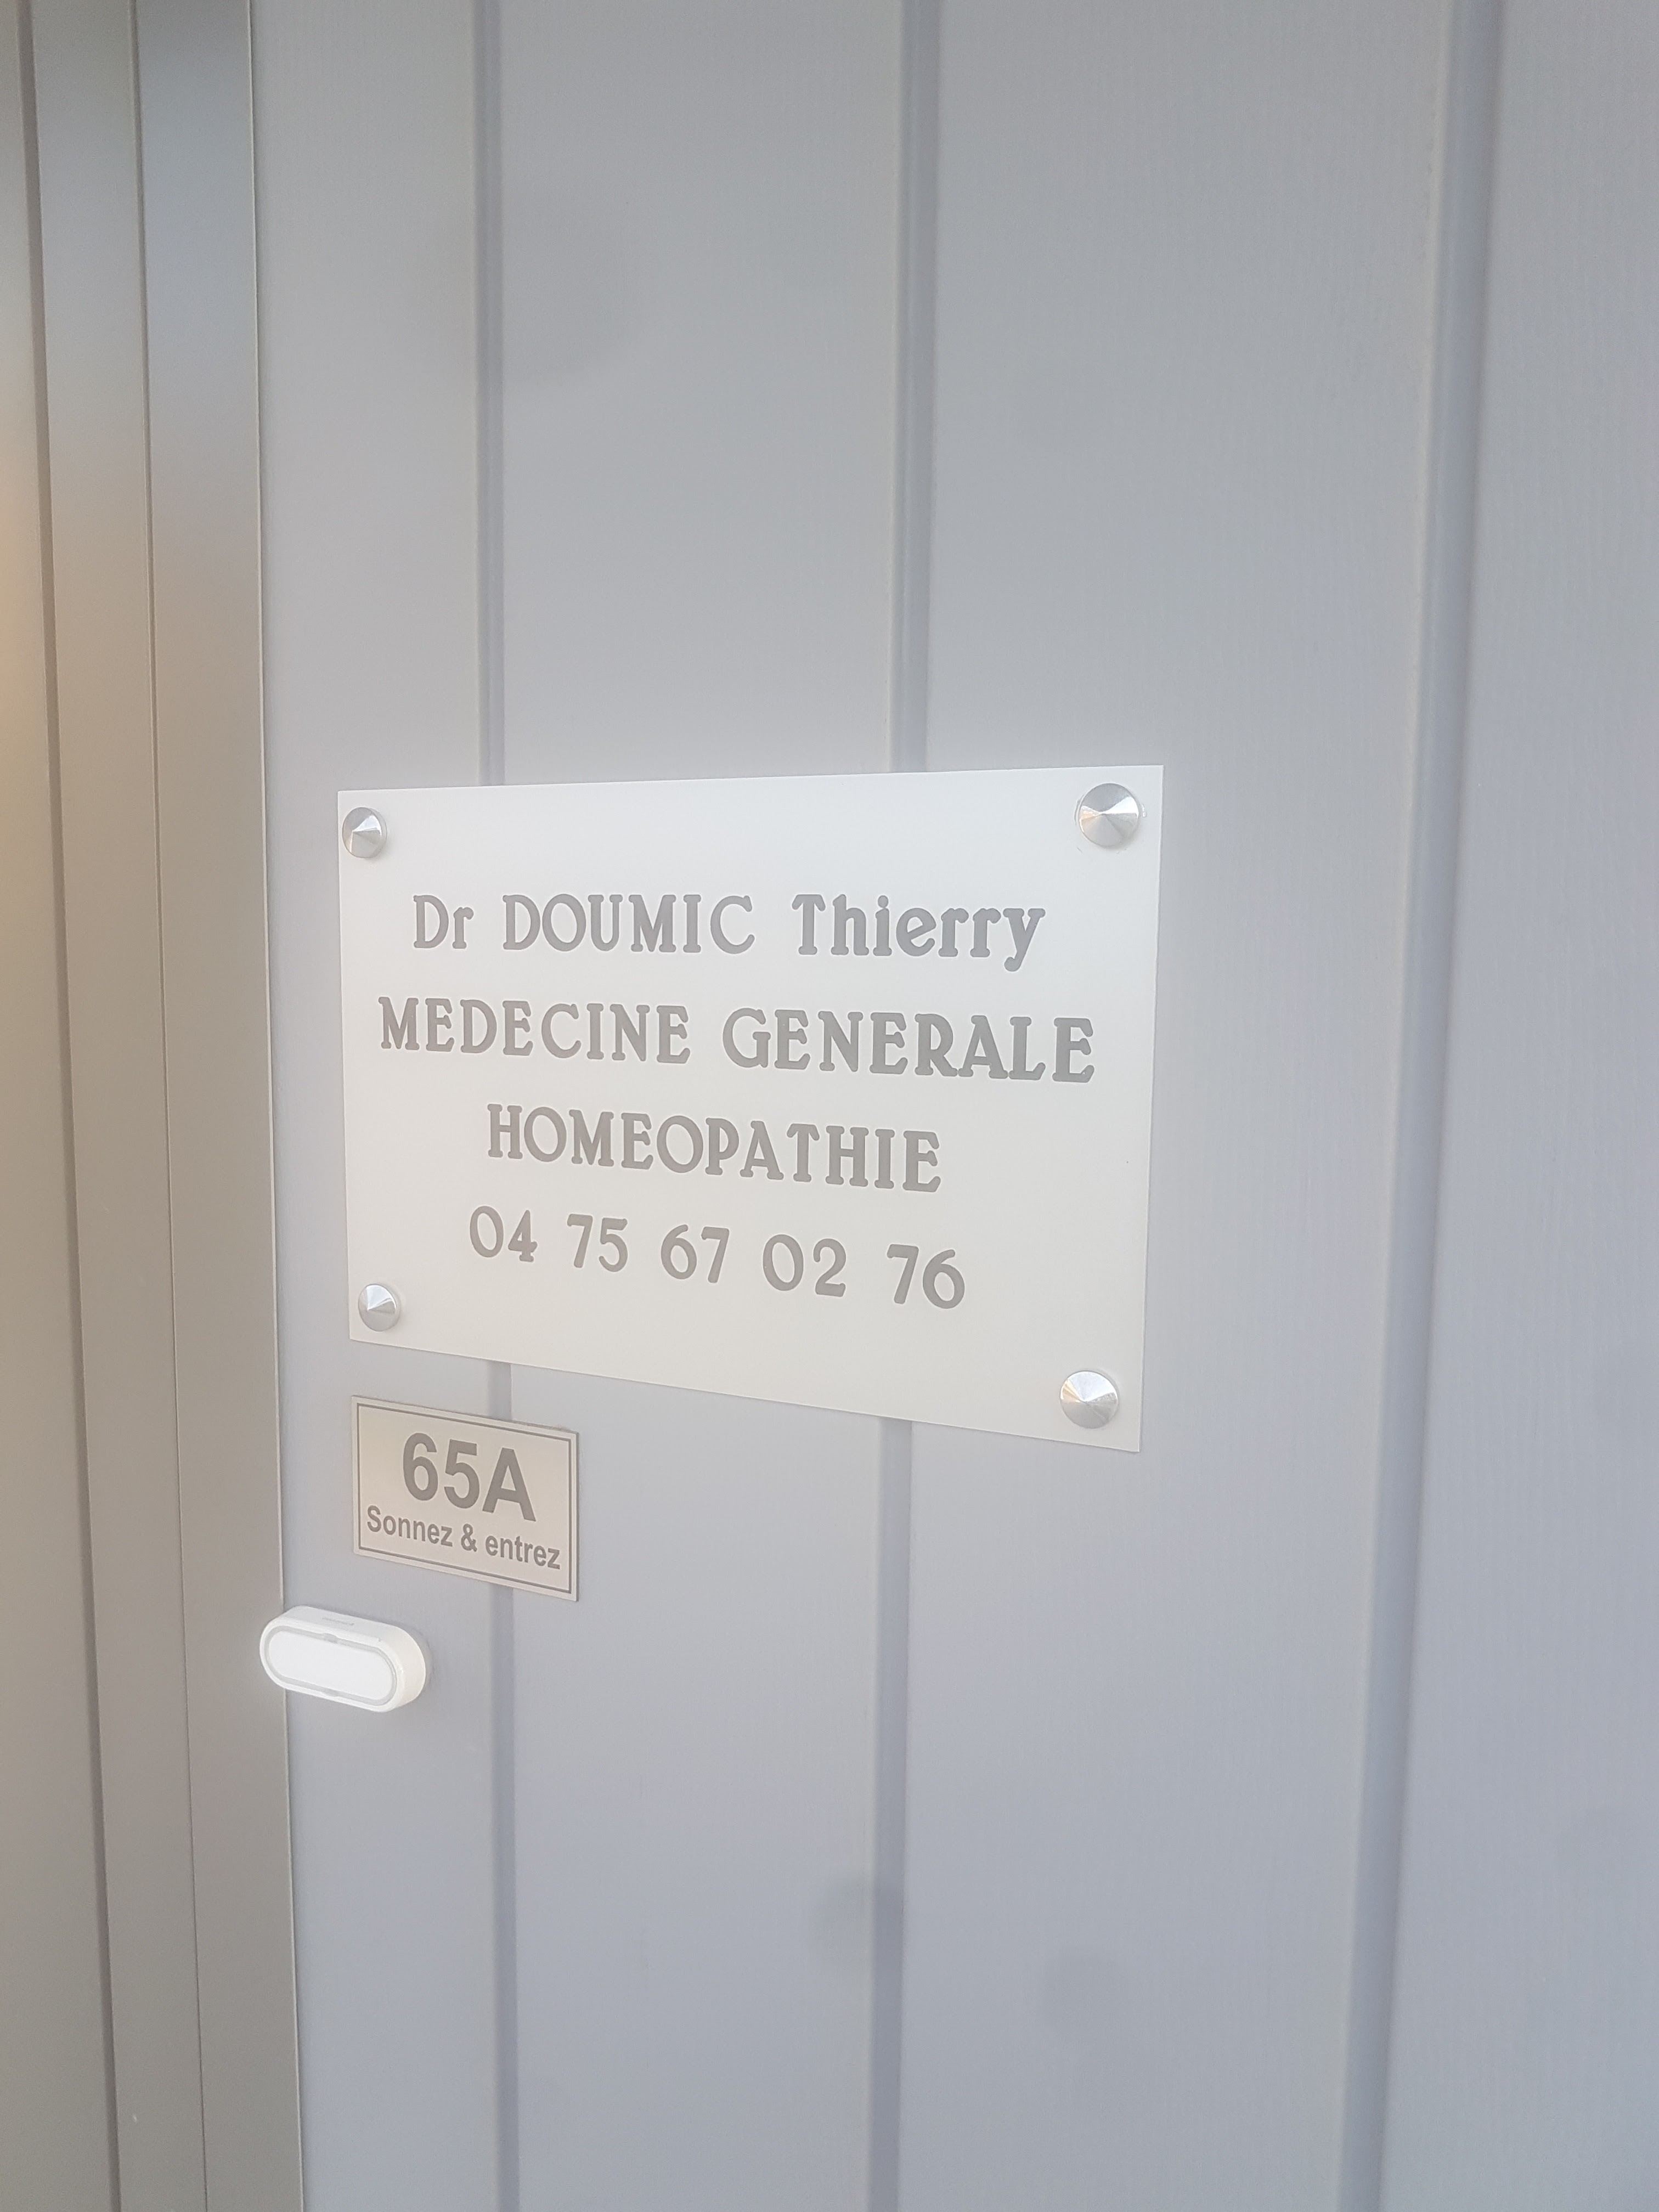 Dr DOUMIC Thierry
MEDECINE GENERALE
HOMEOPATHIE
04 75 67 02 76
65A
Sonnez & entrez